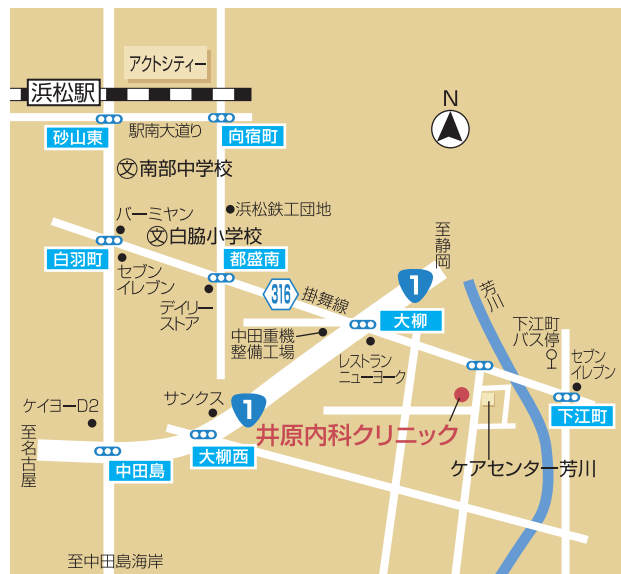 アクトシティー
浜松駅
N
砂山東
駅南大通り
向宿町
文南部中学校
浜松鉄工団地
バーミヤン
文白脇小学校
至静岡
白羽町
セブン
イレブン
都盛南
デイリー
ストア
316
掛舞線
1
芳川
大柳
中田重機
整備工場
下江町
バス停
レストラン
ニューヨーク
セブン
イレブン
サンクス
ケイヨーD2
1
下江町
至名古屋
井原内科クリニック
中田島
大柳西
ケアセンター芳川
至中田島海岸